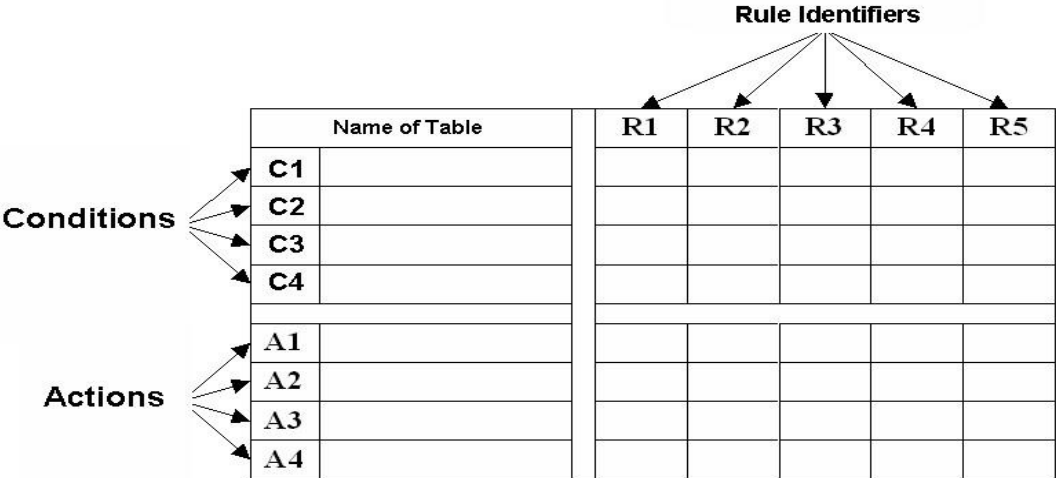 Rule Identifiers
Name of Table R1 R2 R3 R4 R5
C1
Conditions C2
C3
C4
A1
A2
Actions
A3
A4